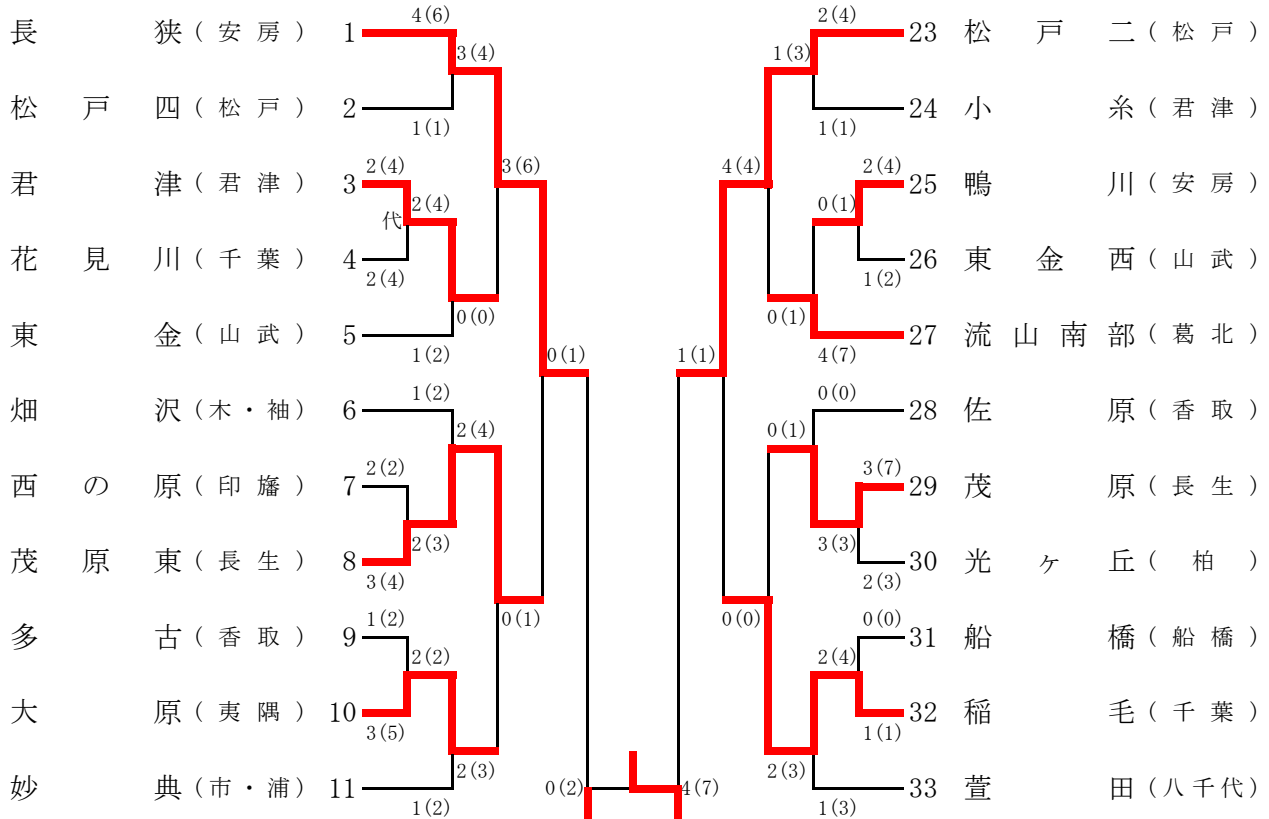 4(6) 2(4)
長狭(安房) 1 23 松戸二(松戸)
3(4) 1(3)
松戸四(松戸) 2 24 小糸(君津)
1(1) 1(1)
2(4) 3(6) 4(4) 2(4)
君津(君津) 3 25 鴨川(安房)
2(4) 0(1)
代
花見川(千葉) 4 26 東金西(山武)
2(4) 1(2)
0(0) 0(1)
東金(山武) 5 27 流山南部(葛北)
1(2) 0(1) 1(1) 4(7)
1(2) 0(0)
畑沢(木・袖) 6 28 佐原(香取)
2(4) 0(1)
2(2) 3(7)
西の原(印旛) 7 29 茂原(長生)
2(3) 3(3)
茂原東(長生) 8 30 光ヶ丘(柏)
3(4) 2(3)
1(2) 0(1) 0(0) 0(0)
多古(香取) 9 31 船橋(船橋)
2(2) 2(4)
大原(夷隅) 10 32 稲毛(千葉)
3(5) 1(1)
2(3) 2(3)
妙典(市・浦) 11 0(2) 4(7) 33 萱田(八千代)
1(2) 1(3)